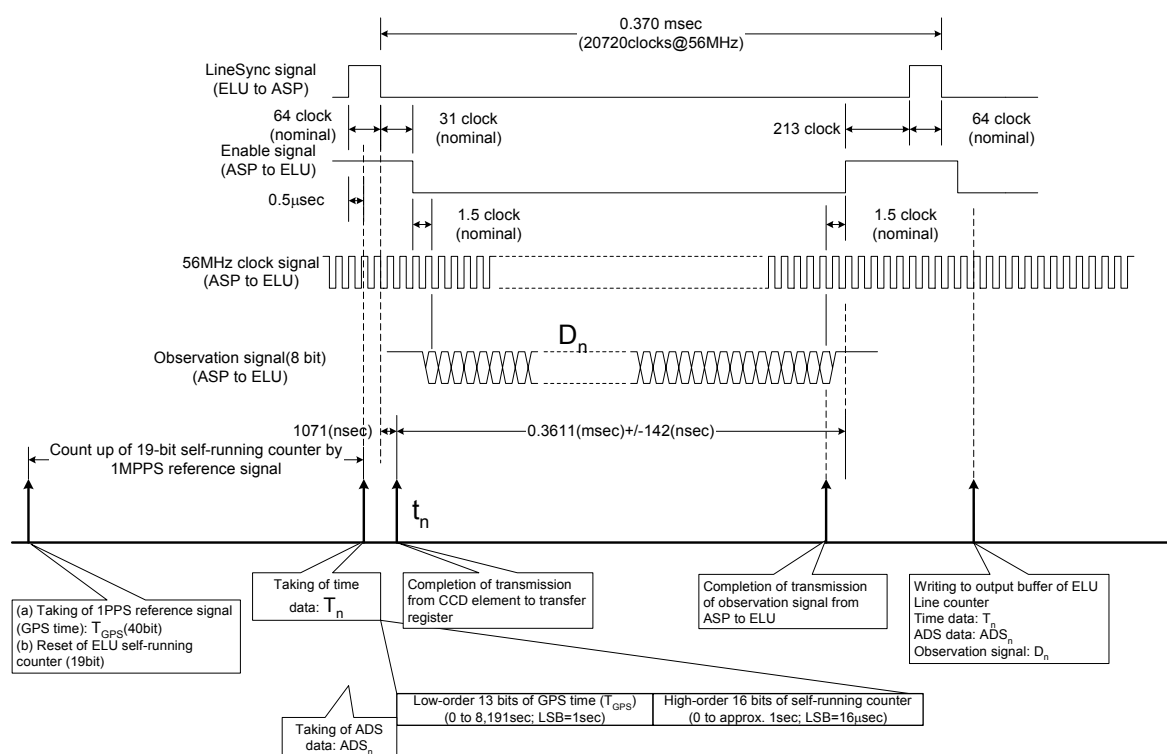 0.370 msec
(20720clocks@56MHz)
LineSync signal
(ELU to ASP)
64 clock
(nominal)
31 clock
(nominal)
213 clock
64 clock
(nominal)
Enable signal
(ASP to ELU)
0.5μsec
1.5 clock
(nominal)
1.5 clock
(nominal)
56MHz clock signal
(ASP to ELU)
Dn
Observation signal(8 bit)
(ASP to ELU)
1071(nsec)
0.3611(msec)+/-142(nsec)
Count up of 19-bit self-running counter by
1MPPS reference signal
tn
(a) Taking of 1PPS reference signal
(GPS time): TGPS(40bit)
(b) Reset of ELU self-running
counter (19bit)
Taking of time
data: Tn
Completion of transmission
from CCD element to transfer
register
Completion of transmission
of observation signal from
ASP to ELU
Writing to output buffer of ELU
Line counter
Time data: Tn
ADS data: ADSn
Observation signal: Dn
Low-order 13 bits of GPS time (TGPS)
(0 to 8,191sec; LSB=1sec)
High-order 16 bits of self-running counter
(0 to approx. 1sec; LSB=16μsec)
Taking of ADS
data: ADSn